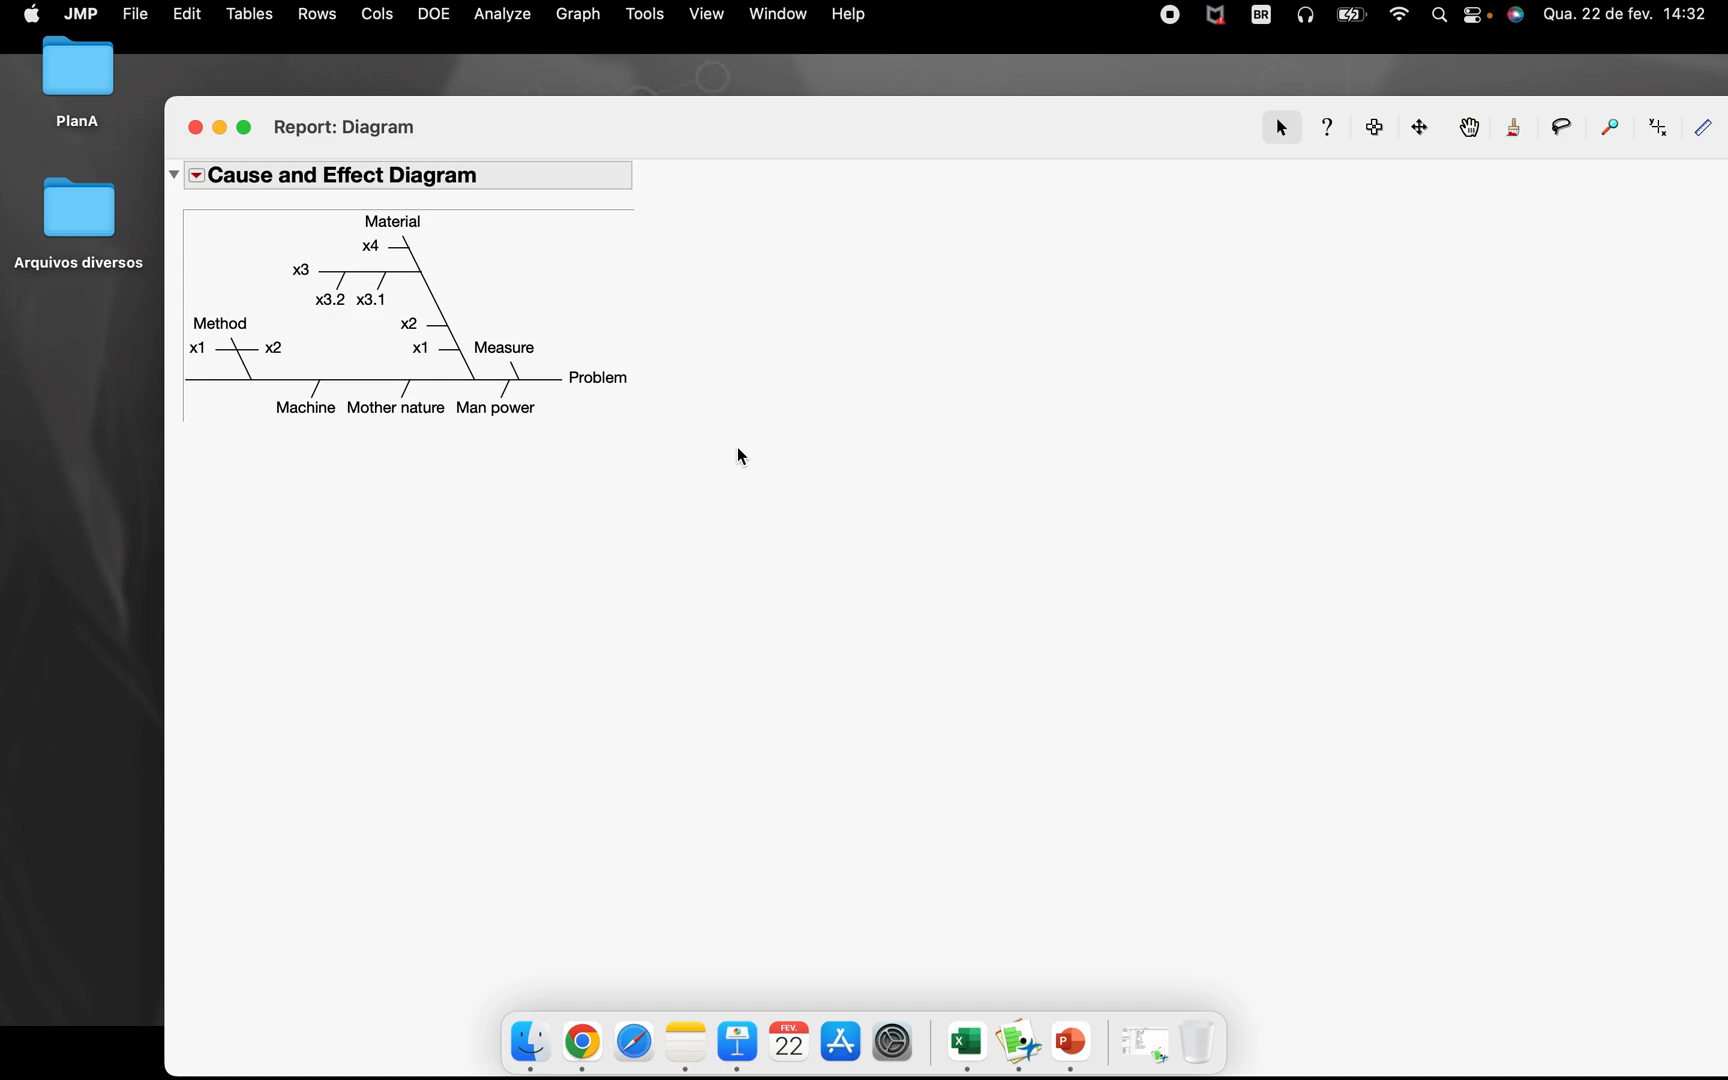 JMP File Edit Tables Rows Cols DOE Analyze Graph Tools View Window Help BR Qua. 22 de fev. 14:32
PlanA
Arquivos diversos
Report: Diagram
?
Cause and Effect Diagram
Material
x4
x3
x3.2 x3.1
Method
x2
x1 x2
x1
Measure
Problem
Machine Mother nature Man power
FEV.
22
X
P